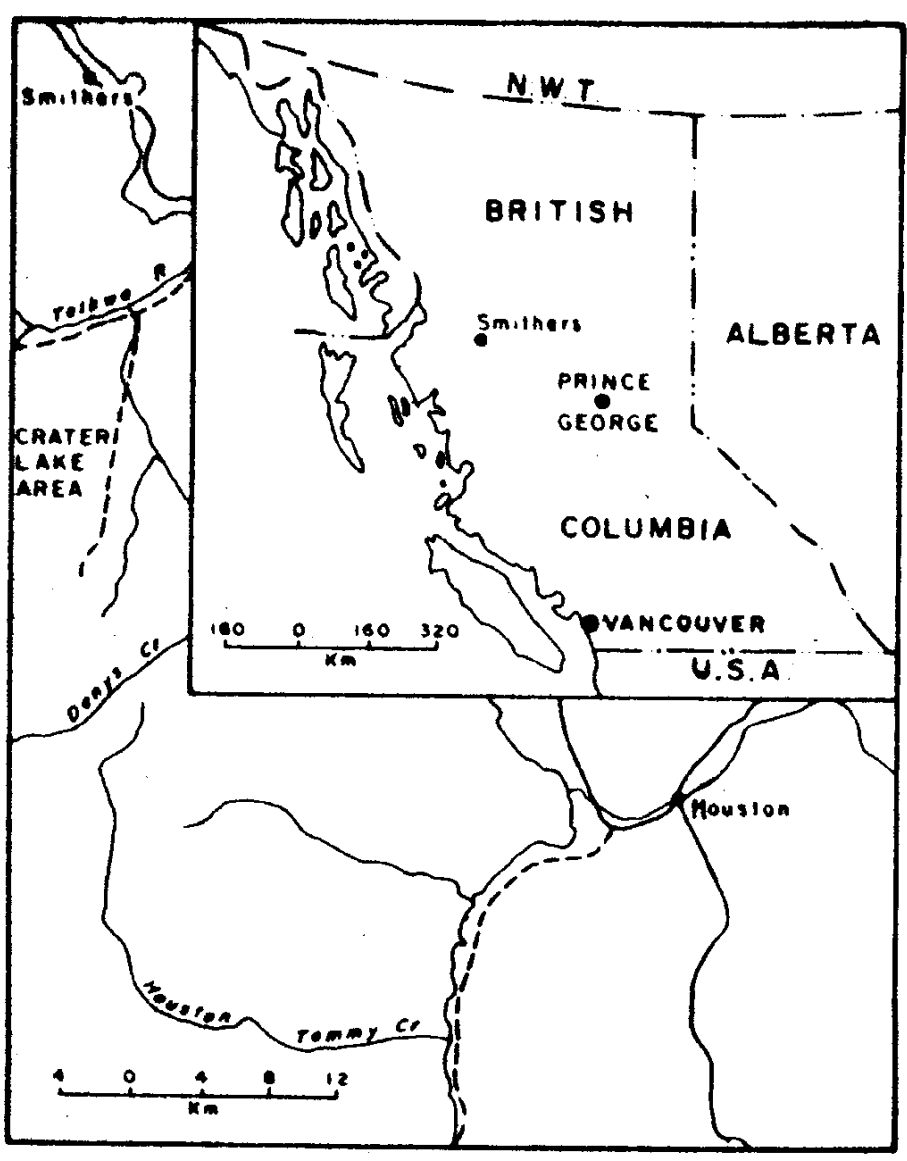 Smithers
N.W.T.
BRITISH
Telkwa R
Smithers
ALBERTA
PRINCE
GEORGE
CRATER
LAKE
AREA
COLUMBIA
VANCOUVER
160 0 160 320
Km
U.S.A.
Denys Cr
Houston
Houston
Tommy Cr
4 0 4 8 12
Km